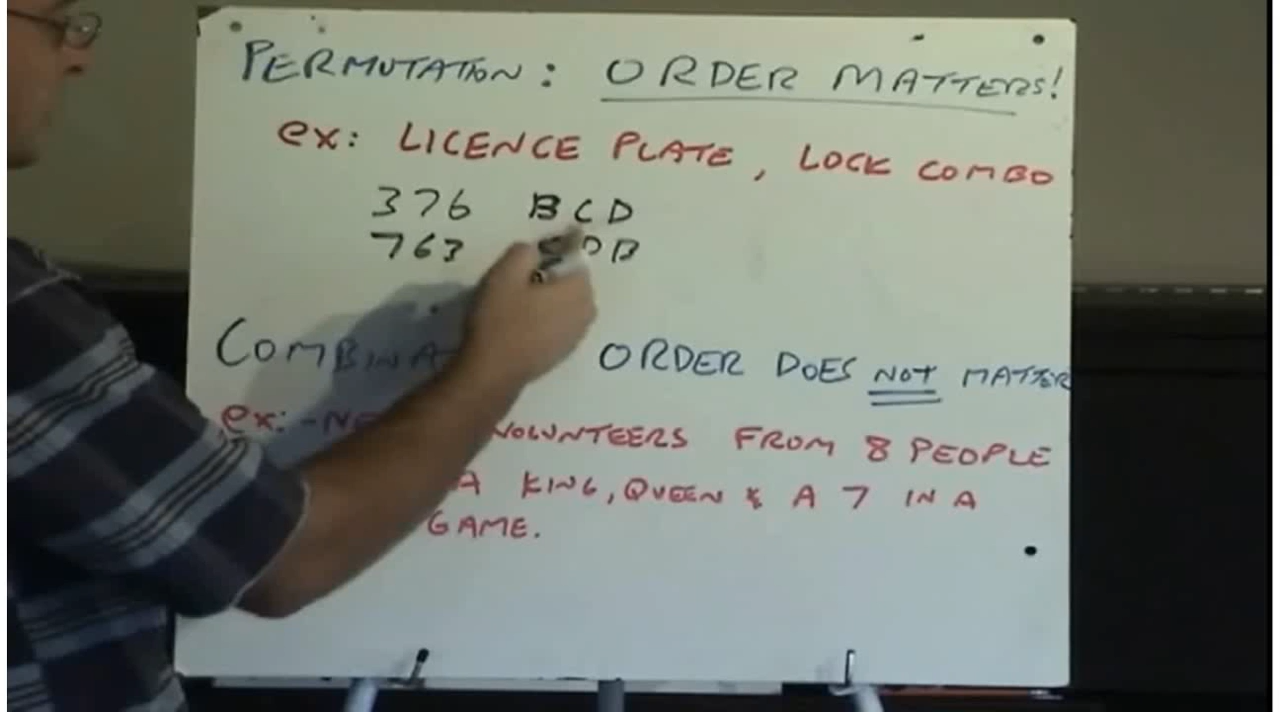 PERMUTATION: ORDER MATTERS!
ex: LICENCE PLATE, LOCK COMBO
376 BCD
763 DB
ORDER DOES NOT MATTER
ex: VOLUNTEERS FROM 8 PEOPLE
A KING, QUEEN & A 7 IN A
GAME.